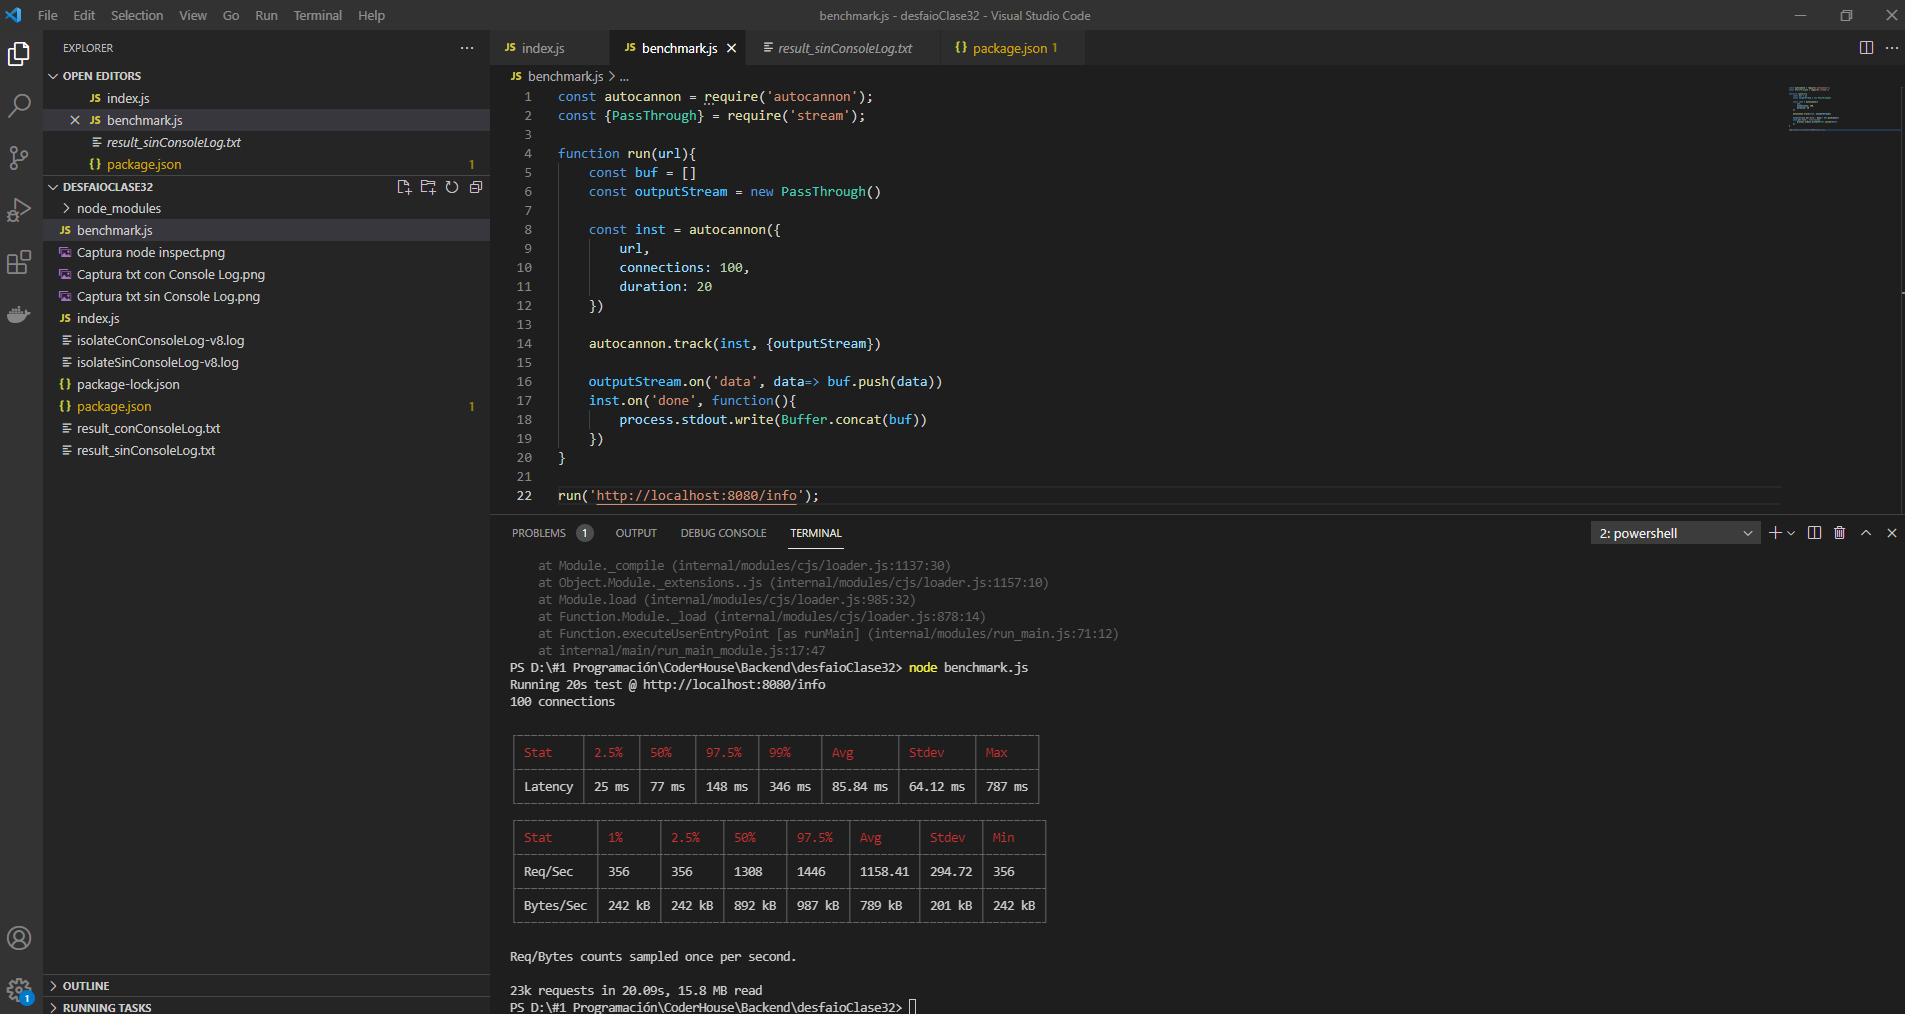 File Edit Selection View Go Run Terminal Help
benchmark.js - desfaioClase32 - Visual Studio Code
EXPLORER
OPEN EDITORS
JS index.js
JS benchmark.js
result_sinConsoleLog.txt
{} package.json 1
DESFAIOCLASE32
node_modules
JS benchmark.js
Captura node inspect.png
Captura txt con Console Log.png
Captura txt sin Console Log.png
JS index.js
isolateConConsoleLog-v8.log
isolateSinConsoleLog-v8.log
{} package-lock.json
{} package.json 1
result_conConsoleLog.txt
result_sinConsoleLog.txt
1
OUTLINE
RUNNING TASKS
JS index.js JS benchmark.js result_sinConsoleLog.txt {} package.json 1
JS benchmark.js > ...
1 const autocannon = require('autocannon');
2 const {PassThrough} = require('stream');
3
4 function run(url){
5 const buf = []
6 const outputStream = new PassThrough()
7
8 const inst = autocannon({
9 url,
10 connections: 100,
11 duration: 20
12 })
13
14 autocannon.track(inst, {outputStream})
15
16 outputStream.on('data', data=> buf.push(data))
17 inst.on('done', function(){
18 process.stdout.write(Buffer.concat(buf))
19 })
20 }
21
22 run('http://localhost:8080/info');
PROBLEMS 1 OUTPUT DEBUG CONSOLE TERMINAL 2: powershell
at Module._compile (internal/modules/cjs/loader.js:1137:30)
at Object.Module._extensions..js (internal/modules/cjs/loader.js:1157:10)
at Module.load (internal/modules/cjs/loader.js:985:32)
at Function.Module._load (internal/modules/cjs/loader.js:878:14)
at Function.executeUserEntryPoint [as runMain] (internal/modules/run_main.js:71:12)
at internal/main/run_main_module.js:17:47
PS D:\#1 Programación\CoderHouse\Backend\desfaioClase32> node benchmark.js
Running 20s test @ http://localhost:8080/info
100 connections
Stat 2.5% 50% 97.5% 99% Avg Stdev Max
Latency 25 ms 77 ms 148 ms 346 ms 85.84 ms 64.12 ms 787 ms
Stat 1% 2.5% 50% 97.5% Avg Stdev Min
Req/Sec 356 356 1308 1446 1158.41 294.72 356
Bytes/Sec 242 kB 242 kB 892 kB 987 kB 789 kB 201 kB 242 kB
Req/Bytes counts sampled once per second.
23k requests in 20.09s, 15.8 MB read
PS D:\#1 Programación\CoderHouse\Backend\desfaioClase32>